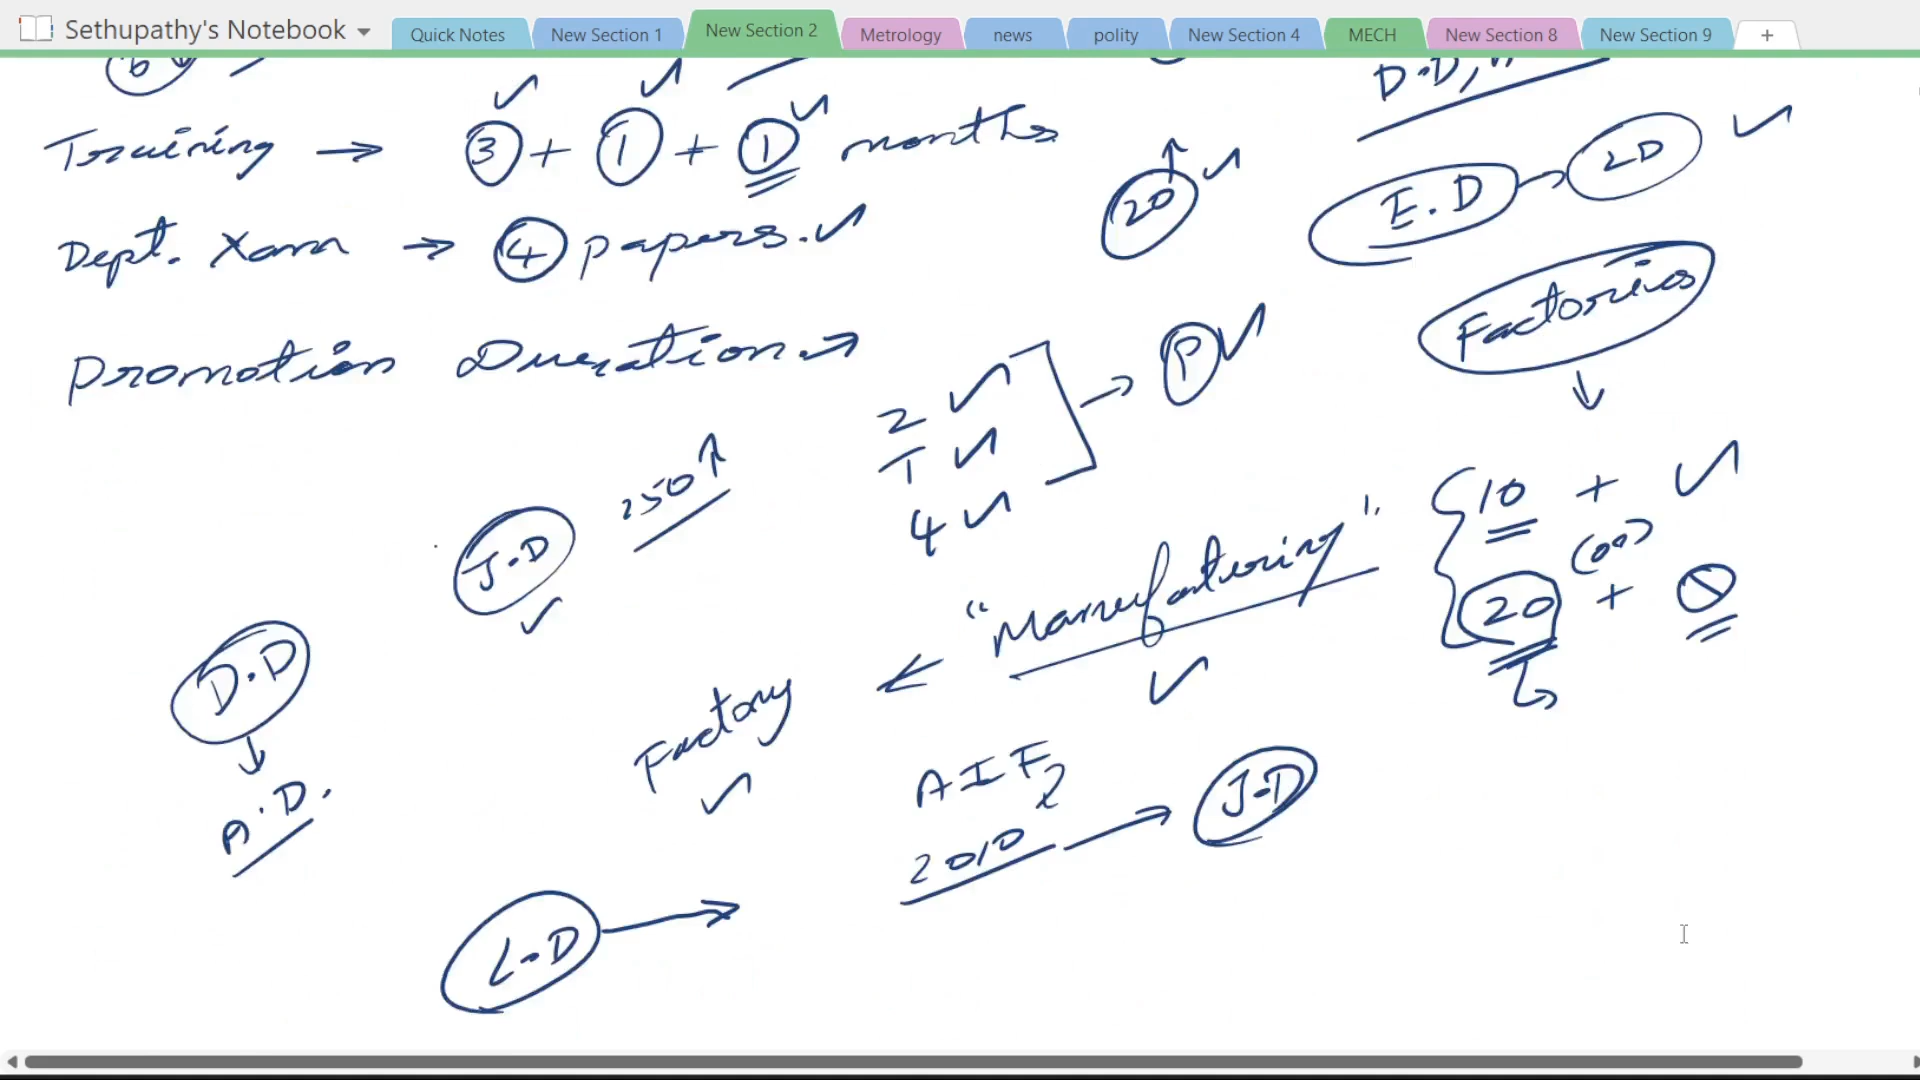 Sethupathy's Notebook
Quick Notes
New Section 1
New Section 2
Metrology
news
polity
New Section 4
MECH
New Section 8
New Section 9
+
6
D.D,
Training → 3 + 1 + 1 months
20
E.D → LD
Dept. Xam → 4 papers.
Factories
Promotion Duration →
P
2
1
4
250
10 +
J.D
"Manufacturing"
20 +
D.D
A.D.
Factory
AIF
2010 → J.D
L.D →